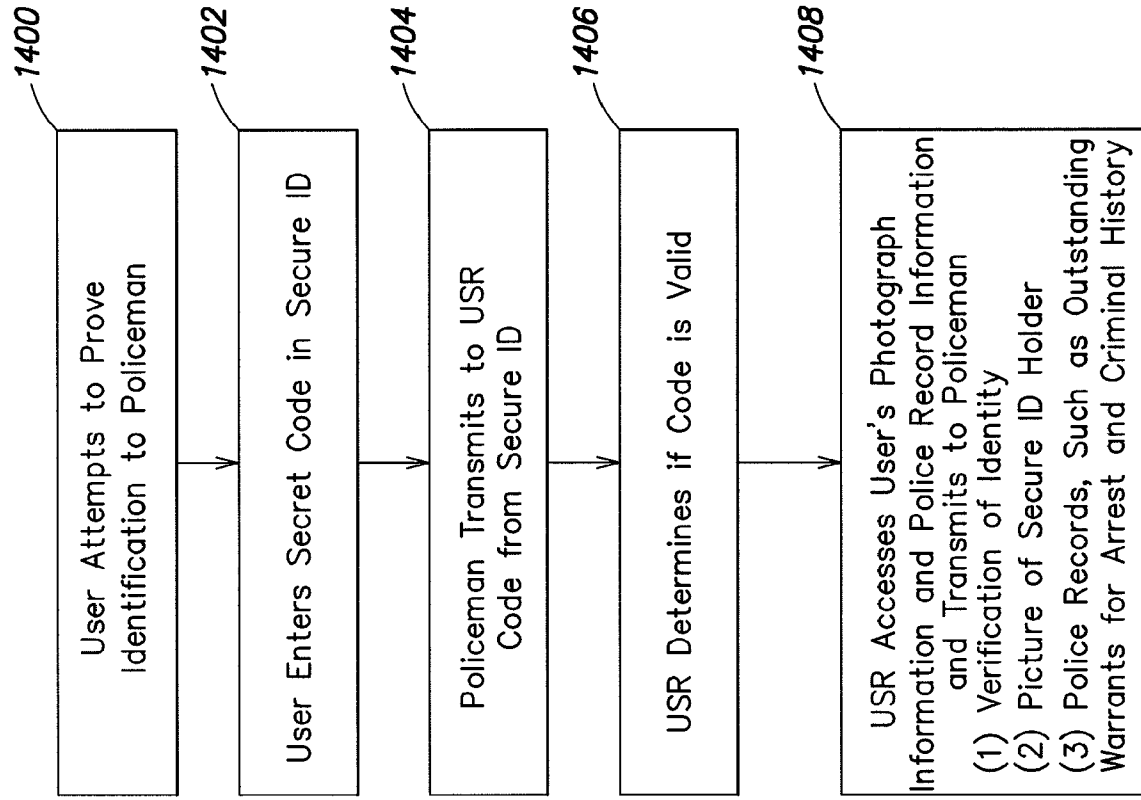 1400
User Attempts to Prove
Identification to Policeman
1402
User Enters Secret Code in Secure ID
1404
Policeman Transmits to USR
Code from Secure ID
1406
USR Determines if Code is Valid
1408
USR Accesses User's Photograph
Information and Police Record Information
and Transmits to Policeman
(1) Verification of Identity
(2) Picture of Secure ID Holder
(3) Police Records, Such as Outstanding
Warrants for Arrest and Criminal History